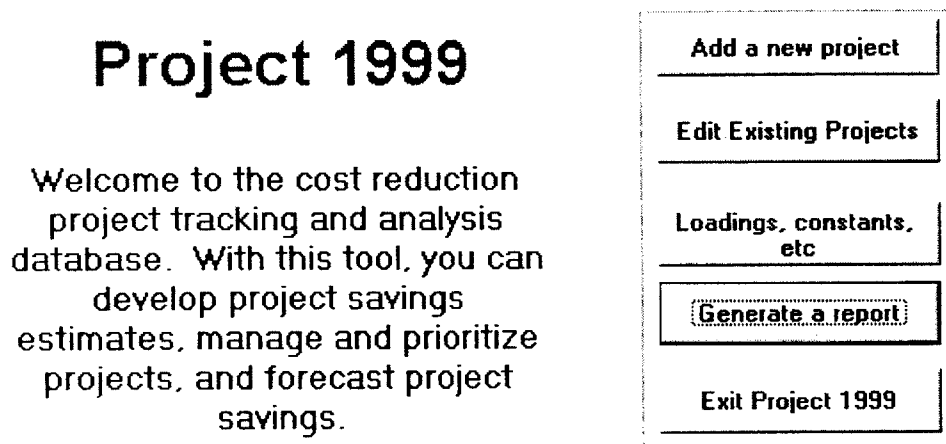 Project 1999
Welcome to the cost reduction
project tracking and analysis
database. With this tool, you can
develop project savings
estimates, manage and prioritize
projects, and forecast project
savings.
Add a new project
Edit Existing Projects
Loadings, constants,
etc
Generate a report
Exit Project 1999